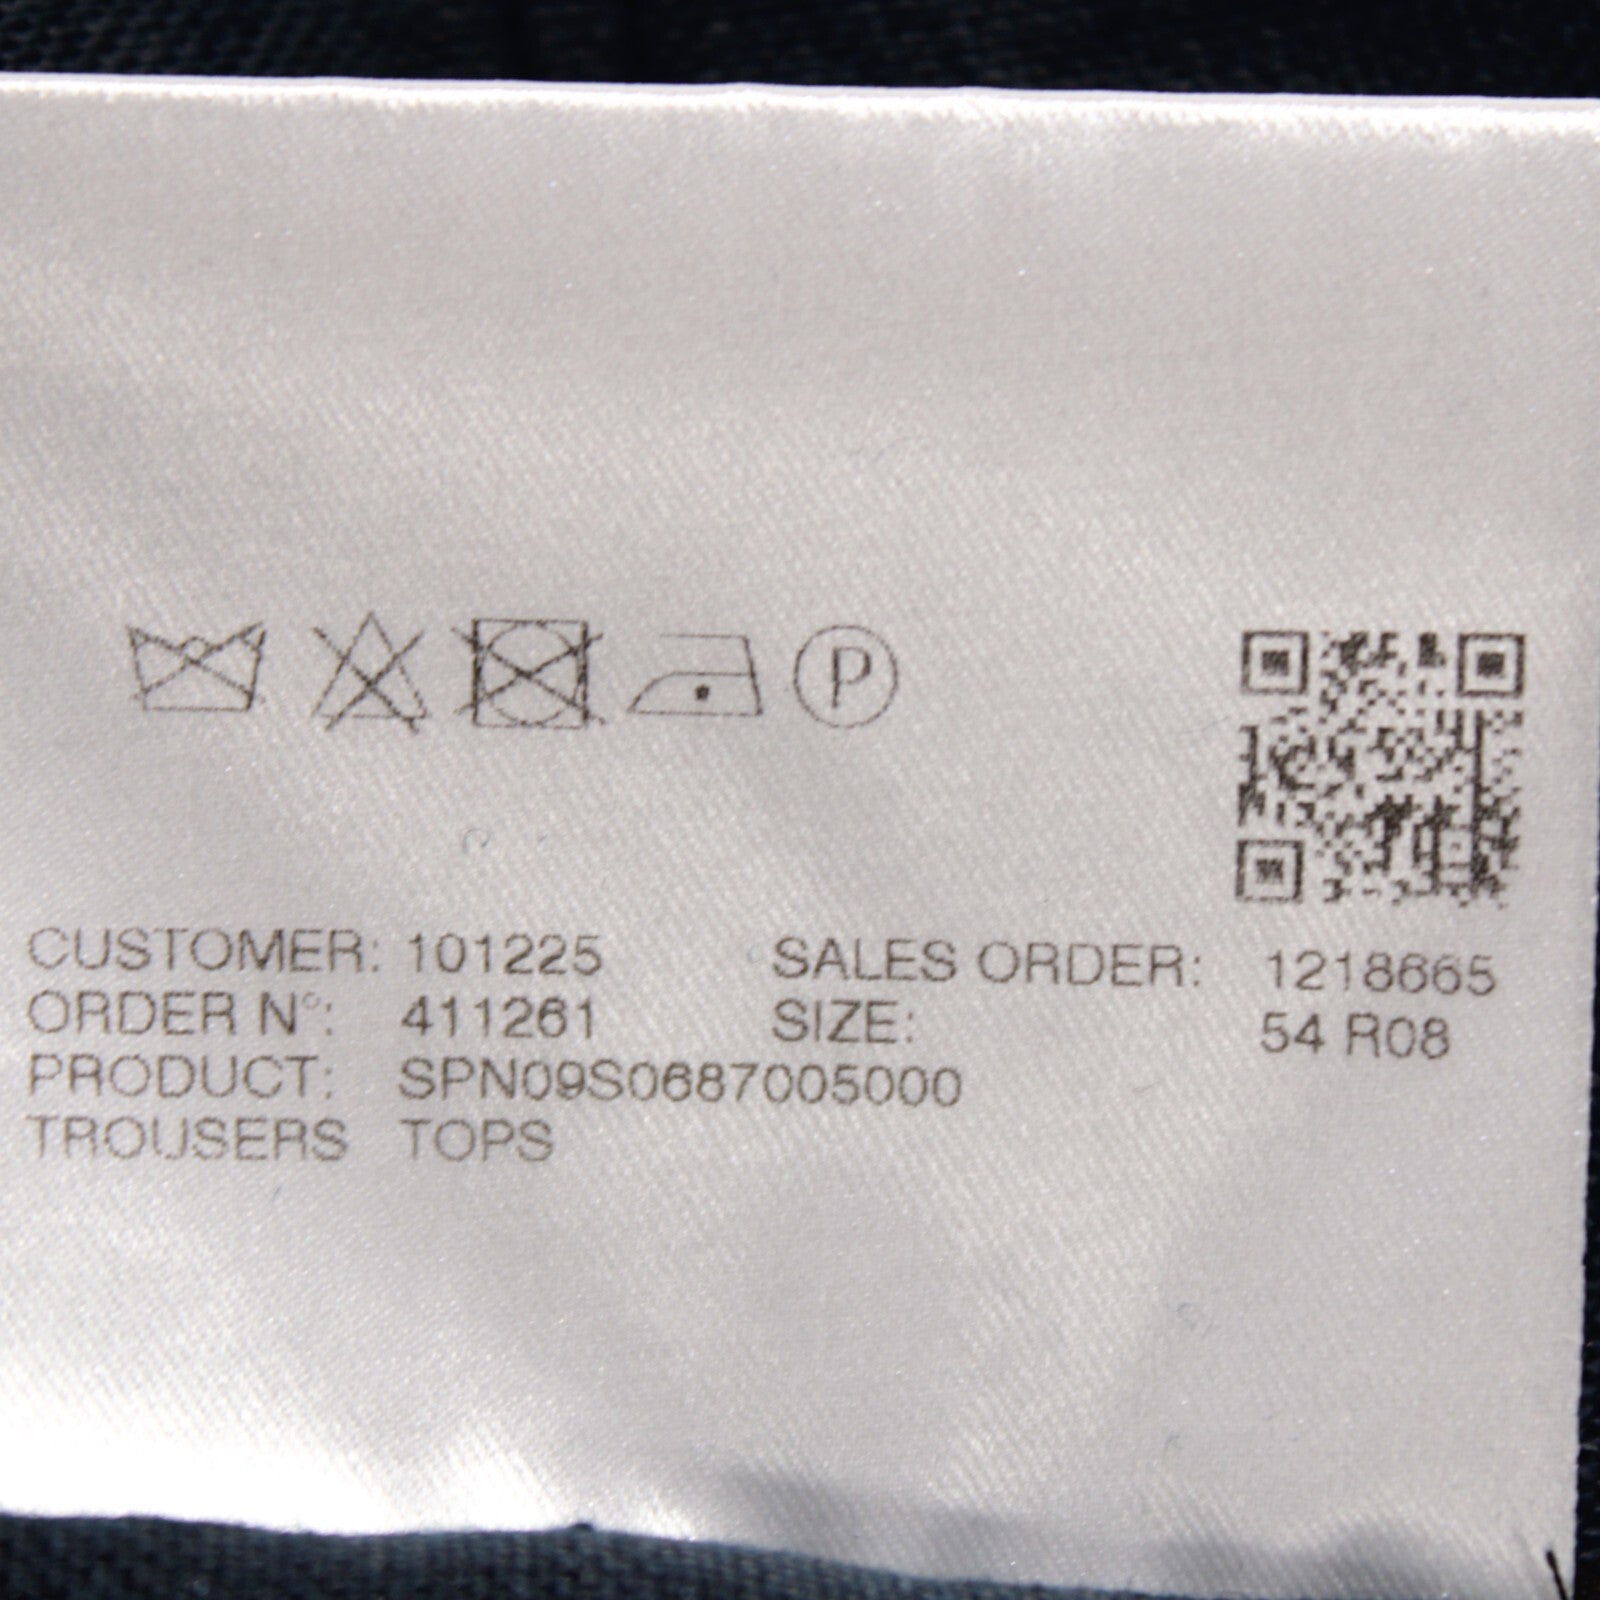 P
CUSTOMER: 101225 SALES ORDER: 1218665
ORDER N°: 411261 SIZE: 54 R08
PRODUCT: SPN09S0687005000
TROUSERS TOPS